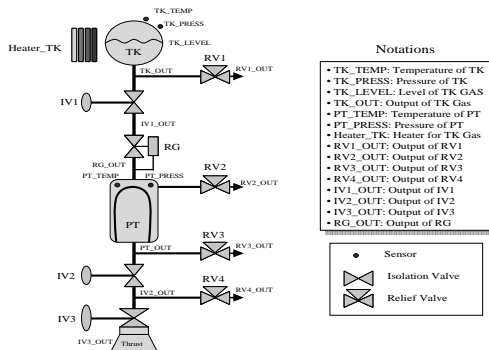 TK_TEMP
TK_PRESS
Heater_TK
TK
TK_LEVEL
TK_OUT
RV1
RV1_OUT
IV1
IV1_OUT
RG
RG_OUT
PT_TEMP
PT_PRESS
RV2
RV2_OUT
PT
PT_OUT
RV3
RV3_OUT
IV2
IV2_OUT
RV4
RV4_OUT
IV3
IV3_OUT
Thrust
Notations
• TK_TEMP: Temperature of TK
• TK_PRESS: Pressure of TK
• TK_LEVEL: Level of TK GAS
• TK_OUT: Output of TK Gas
• PT_TEMP: Temperature of PT
• PT_PRESS: Pressure of PT
• Heater_TK: Heater for TK Gas
• RV1_OUT: Output of RV1
• RV2_OUT: Output of RV2
• RV3_OUT: Output of RV3
• RV4_OUT: Output of RV4
• IV1_OUT: Output of IV1
• IV2_OUT: Output of IV2
• IV3_OUT: Output of IV3
• RG_OUT: Output of RG
Sensor
Isolation Valve
Relief Valve